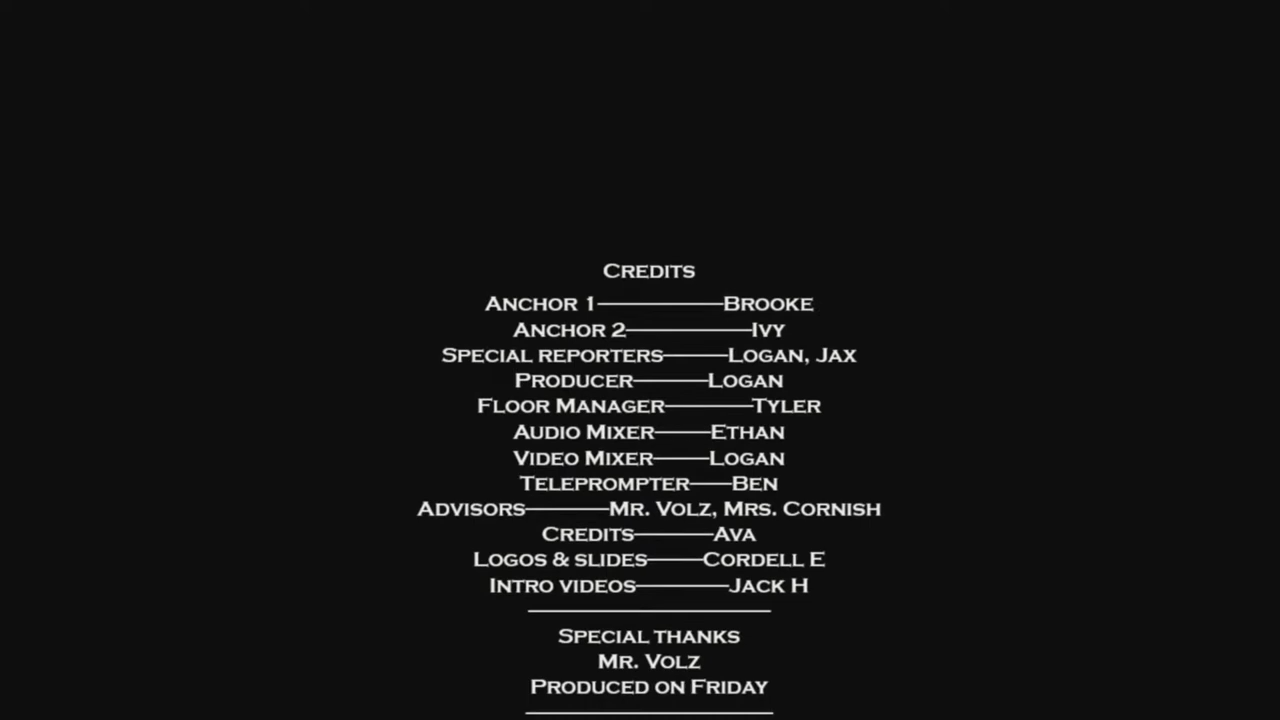 Credits
Anchor 1—————Brooke
Anchor 2—————Ivy
Special reporters———Logan, Jax
Producer———Logan
Floor Manager————Tyler
Audio Mixer——Ethan
Video Mixer——Logan
Teleprompter——Ben
Advisors————Mr. Volz, Mrs. Cornish
Credits———Ava
Logos & slides——Cordell E
Intro videos————Jack H
Special thanks
Mr. Volz
Produced on Friday